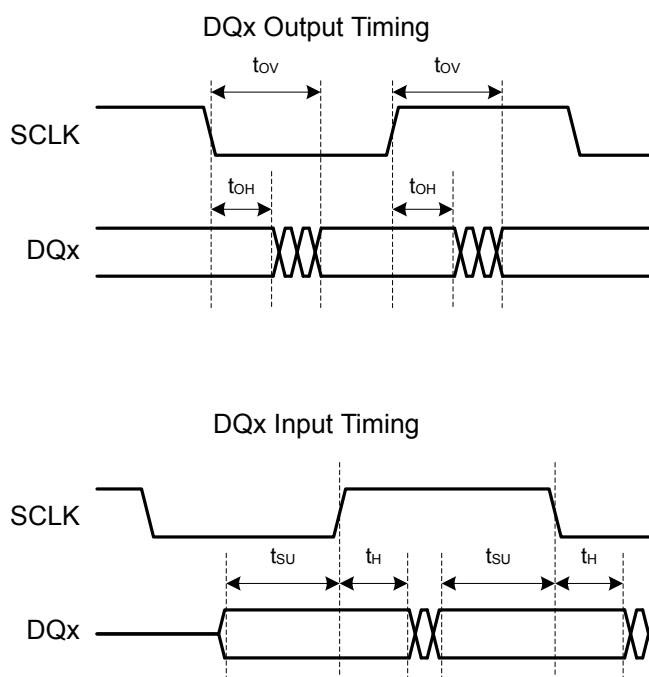 DQx Output Timing
tOV tOV
SCLK
tOH tOH
DQx
DQx Input Timing
SCLK
tSU tH tSU tH
DQx